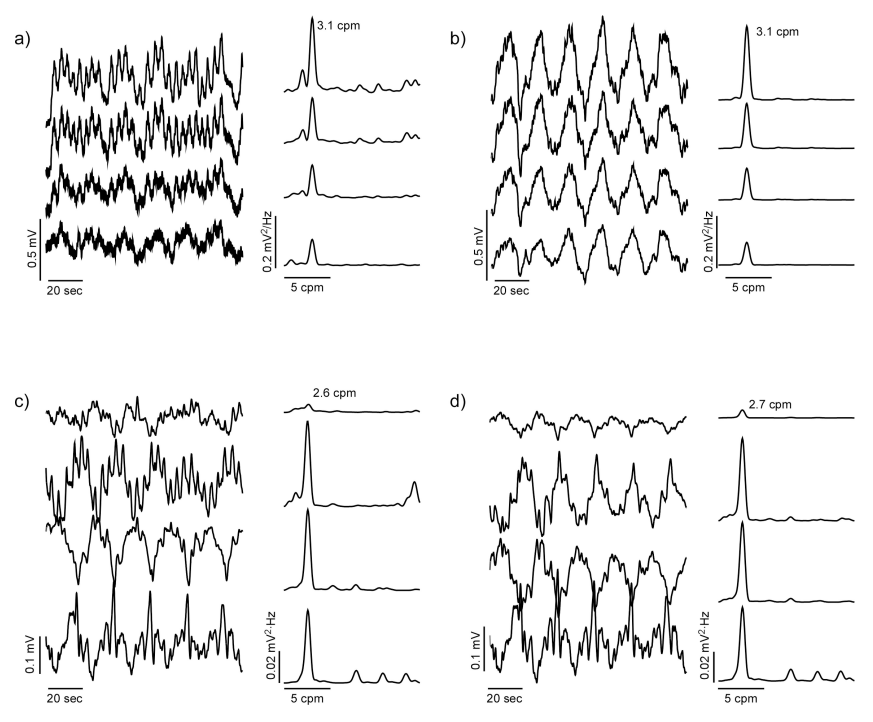 a)
3.1 cpm
0.5 mV
20 sec
0.2 mV²/Hz
5 cpm
b)
3.1 cpm
0.5 mV
20 sec
0.2 mV²/Hz
5 cpm
c)
2.6 cpm
0.1 mV
20 sec
0.02 mV²·Hz
5 cpm
d)
2.7 cpm
0.1 mV
20 sec
0.02 mV²·Hz
5 cpm